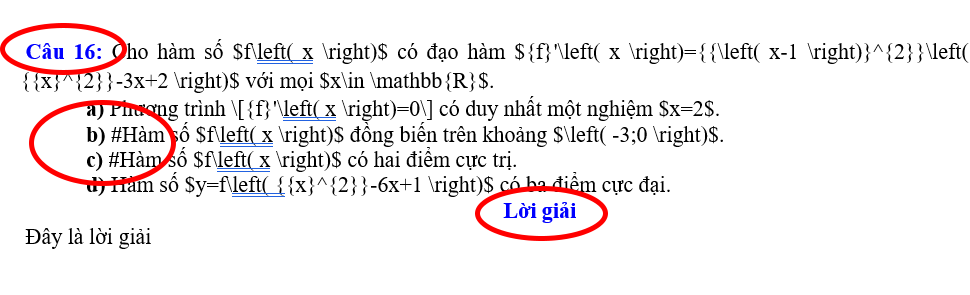 Câu 16: Cho hàm số $f\left( x \right)$ có đạo hàm ${f}'\left( x \right)={{\left( x-1 \right)}^{2}}\left(
{{x}^{2}}-3x+2 \right)$ với mọi $x\in \mathbb{R}$.
a) Phương trình \[{f}'\left( x \right)=0\] có duy nhất một nghiệm $x=2$.
b) #Hàm số $f\left( x \right)$ đồng biến trên khoảng $\left( -3;0 \right)$.
c) #Hàm số $f\left( x \right)$ có hai điểm cực trị.
d) Hàm số $y=f\left( {{x}^{2}}-6x+1 \right)$ có ba điểm cực đại.
Lời giải
Đây là lời giải